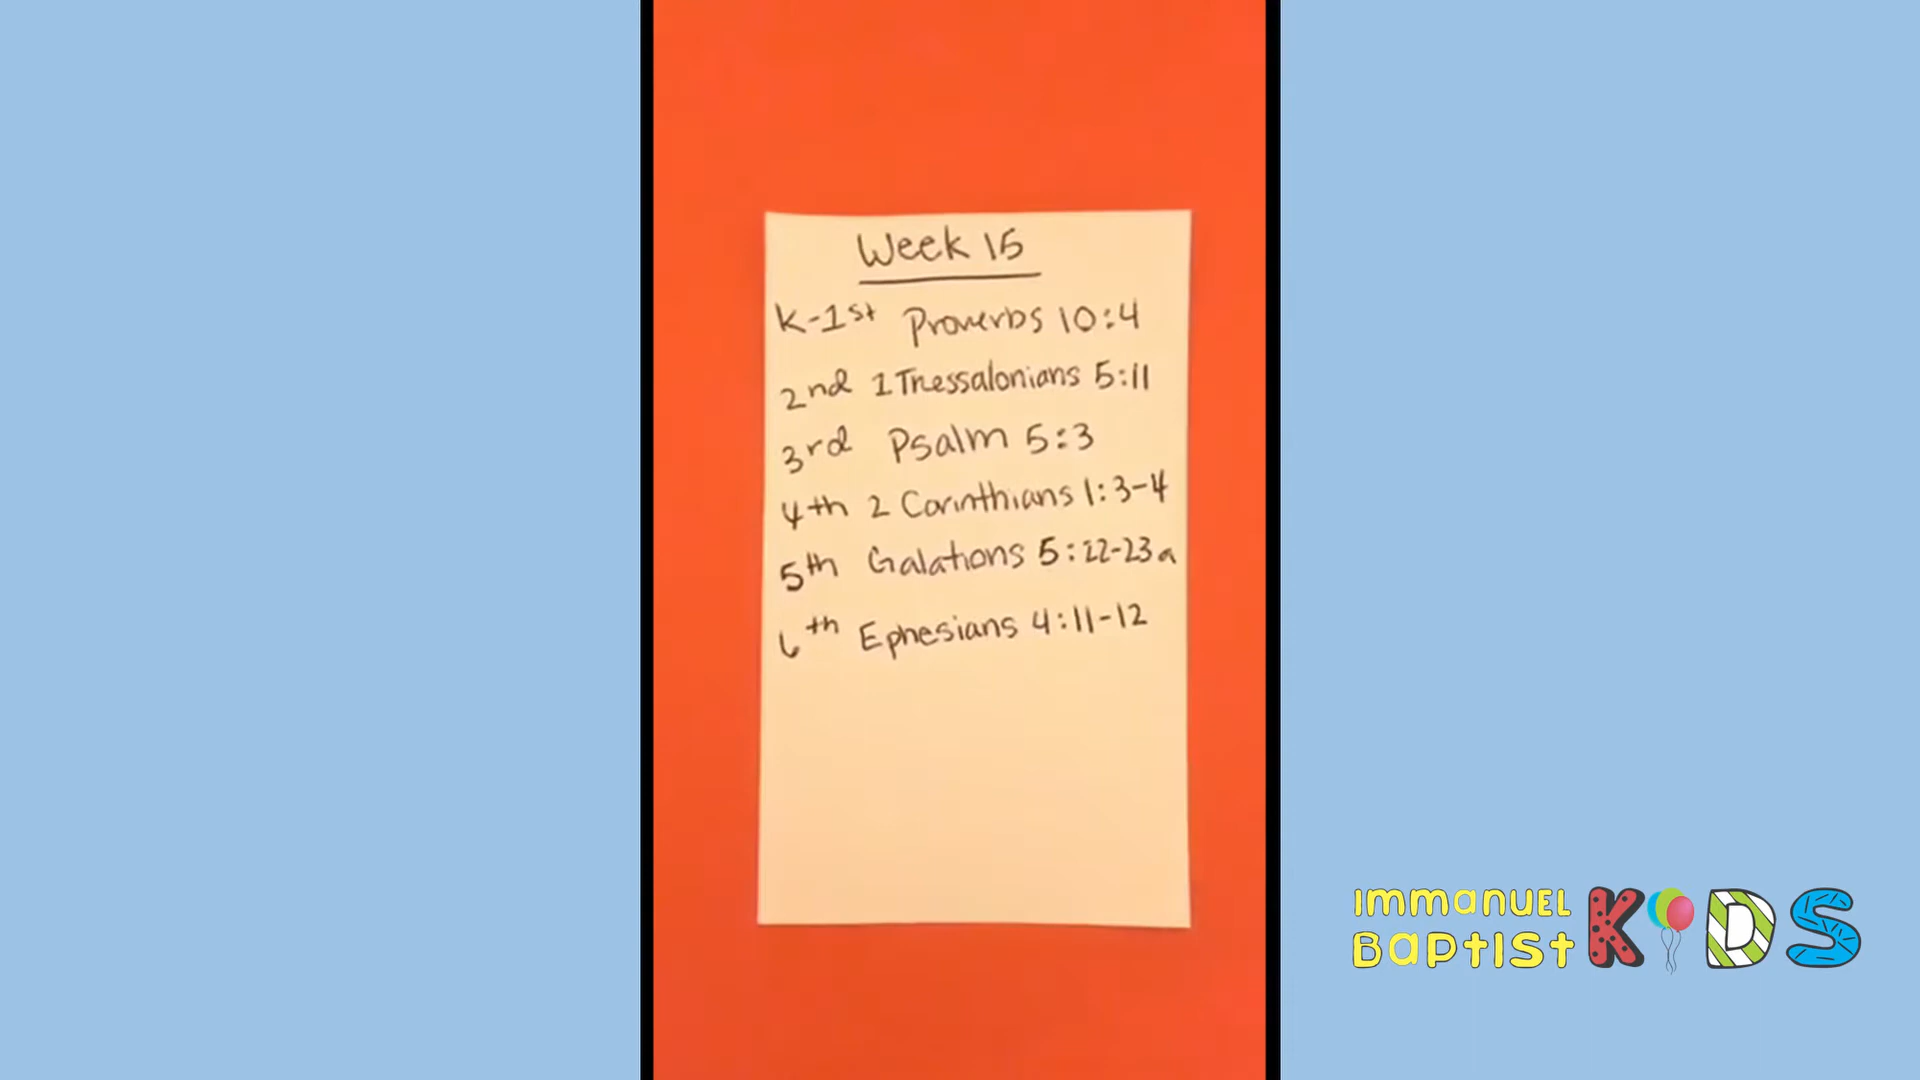 Week 15
K-1st Proverbs 10:4
2nd 1 Thessalonians 5:11
3rd Psalm 5:3
4th 2 Corinthians 1:3-4
5th Galations 5:22-23a
6th Ephesians 4:11-12
Immanuel
Baptist
KIDS